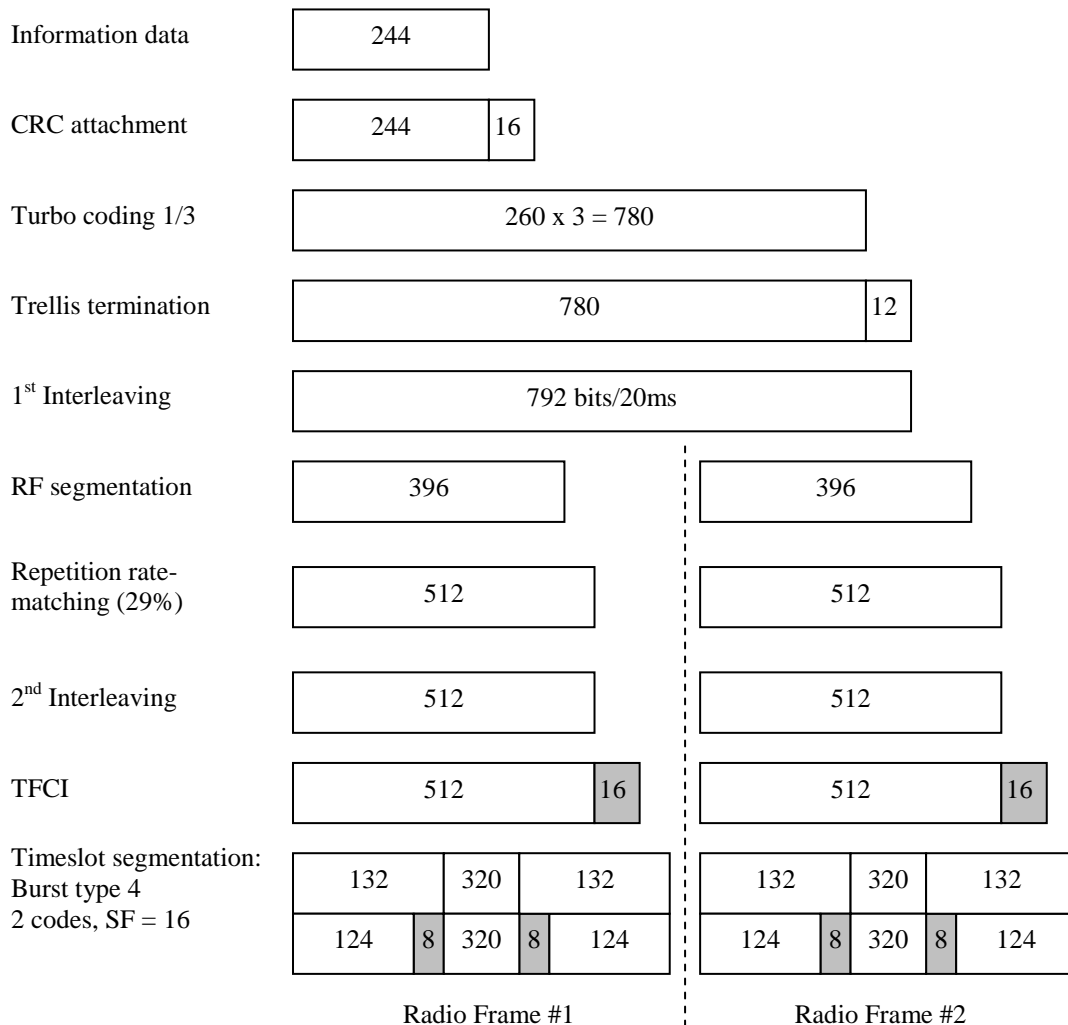 Information data
244
CRC attachment
244 16
Turbo coding 1/3
260 x 3 = 780
Trellis termination
780 12
1st Interleaving
792 bits/20ms
RF segmentation
396 396
Repetition rate-
matching (29%)
512 512
2nd Interleaving
512 512
TFCI
512 16 512 16
Timeslot segmentation:
Burst type 4
2 codes, SF = 16
132 320 132 132 320 132
124 8 320 8 124 124 8 320 8 124
Radio Frame #1 Radio Frame #2